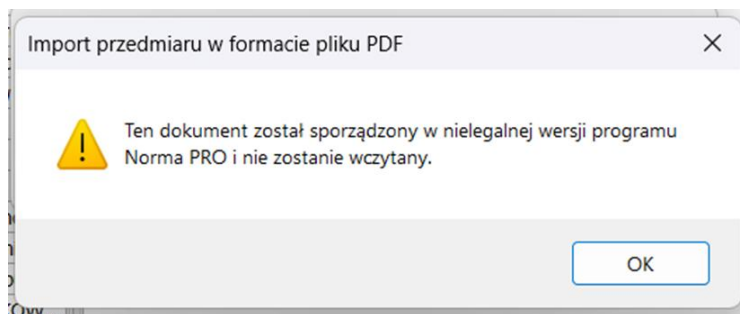 Import przedmiaru w formacie pliku PDF
Ten dokument został sporządzony w nielegalnej wersji programu
Norma PRO i nie zostanie wczytany.
OK